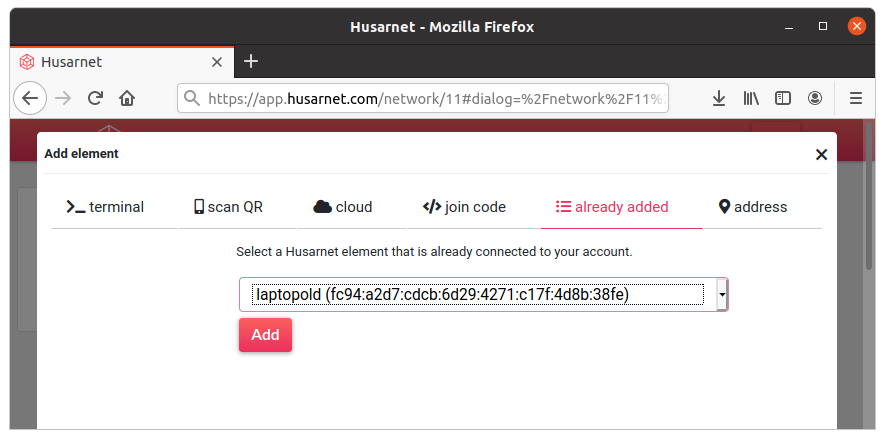 Husarnet - Mozilla Firefox
Husarnet
https://app.husarnet.com/network/11#dialog=%2Fnetwork%2F11%2
Add element
terminal scan QR cloud join code already added address
Select a Husarnet element that is already connected to your account.
laptopold (fc94:a2d7:cdcb:6d29:4271:c17f:4d8b:38fe)
Add